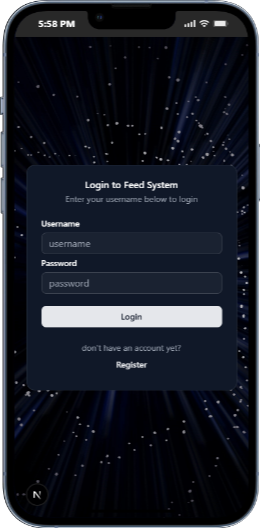 5:58 PM
Login to Feed System
Enter your username below to login
Username
username
Password
password
Login
don't have an account yet?
Register
N